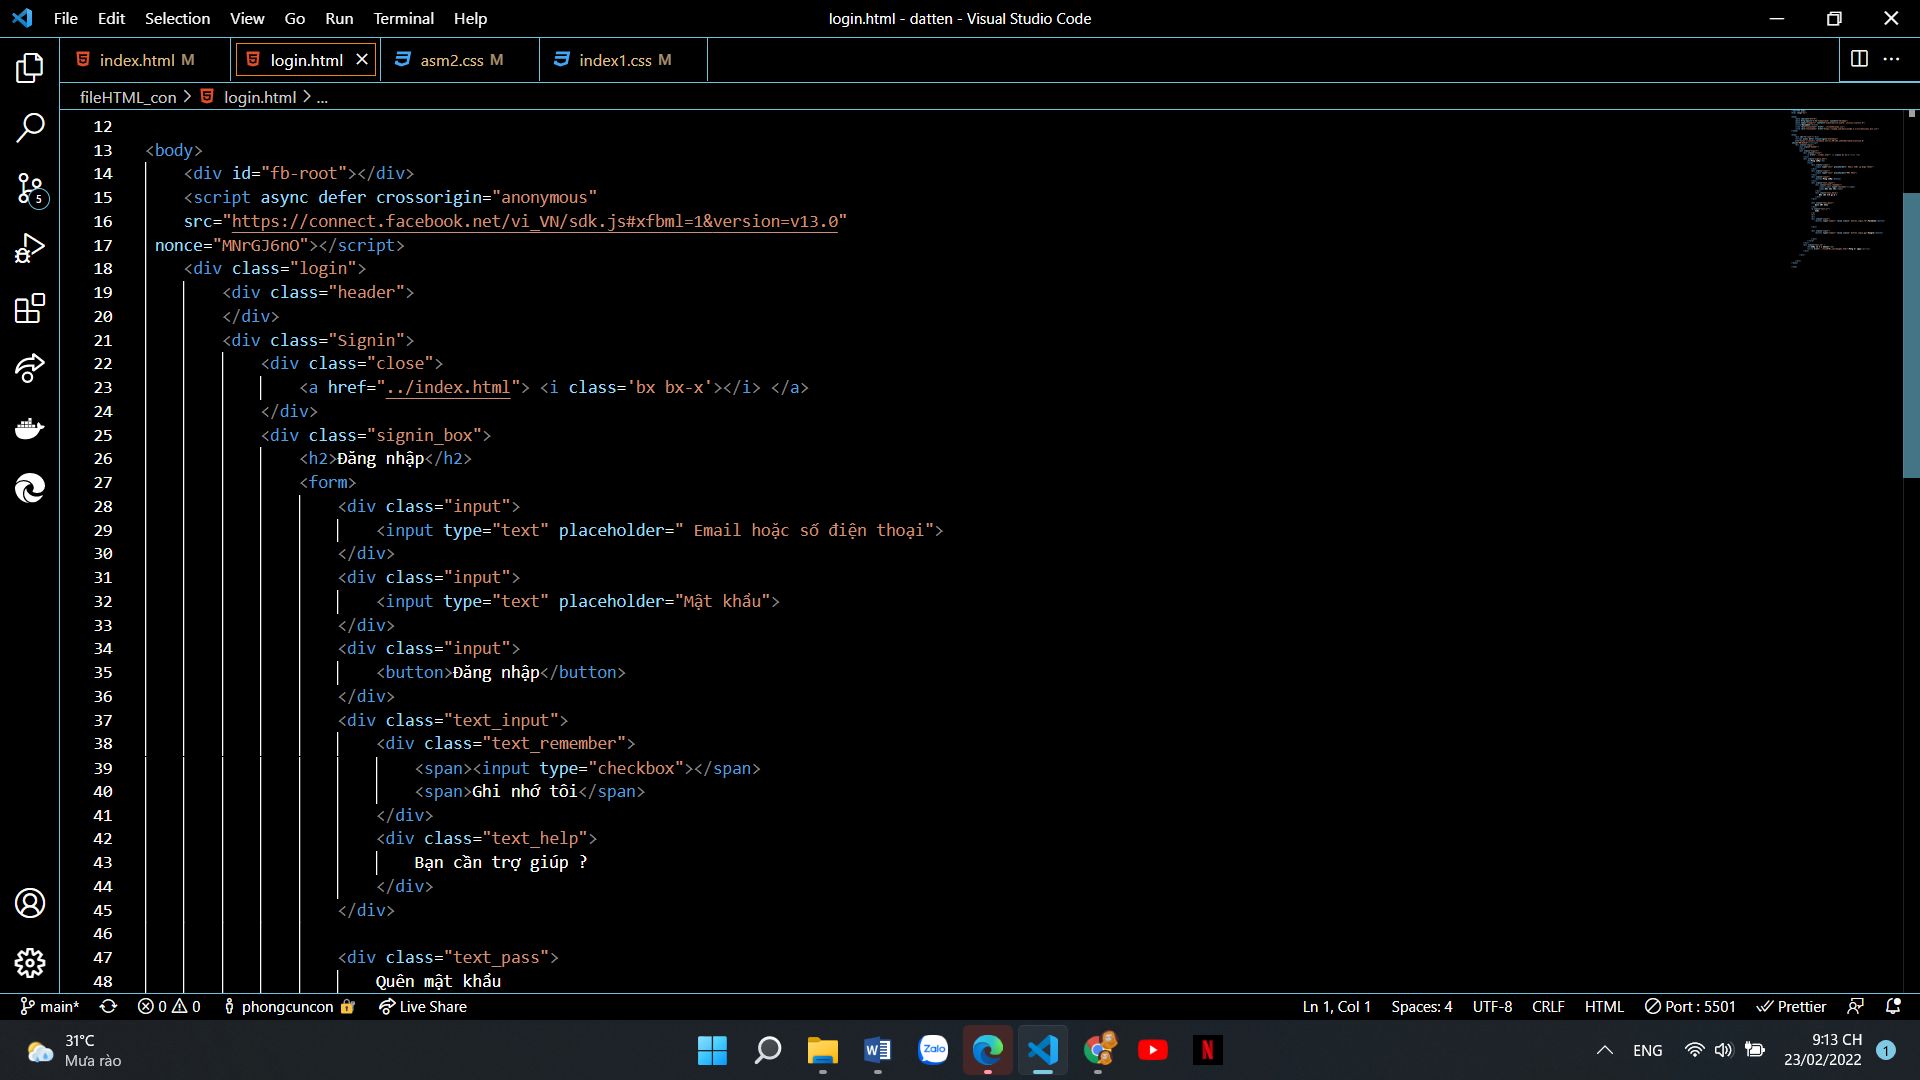 File Edit Selection View Go Run Terminal Help
login.html - datten - Visual Studio Code
index.html M
login.html
asm2.css M
index1.css M
fileHTML_con > login.html > ...
12
13 <body>
14 <div id="fb-root"></div>
15 <script async defer crossorigin="anonymous"
16 src="https://connect.facebook.net/vi_VN/sdk.js#xfbml=1&version=v13.0"
17 nonce="MNrGJ6nO"></script>
18 <div class="login">
19 <div class="header">
20 </div>
21 <div class="Signin">
22 <div class="close">
23 <a href="../index.html"> <i class='bx bx-x'></i> </a>
24 </div>
25 <div class="signin_box">
26 <h2>Đăng nhập</h2>
27 <form>
28 <div class="input">
29 <input type="text" placeholder=" Email hoặc số điện thoại">
30 </div>
31 <div class="input">
32 <input type="text" placeholder="Mật khẩu">
33 </div>
34 <div class="input">
35 <button>Đăng nhập</button>
36 </div>
37 <div class="text_input">
38 <div class="text_remember">
39 <span><input type="checkbox"></span>
40 <span>Ghi nhớ tôi</span>
41 </div>
42 <div class="text_help">
43 Bạn cần trợ giúp ?
44 </div>
45 </div>
46
47 <div class="text_pass">
48 Quên mật khẩu
5
main* 0 0 phongcuncon Live Share
Ln 1, Col 1 Spaces: 4 UTF-8 CRLF HTML Port : 5501 Prettier
31°C
Mưa rào
Zalo
ENG
9:13 CH
23/02/2022
1